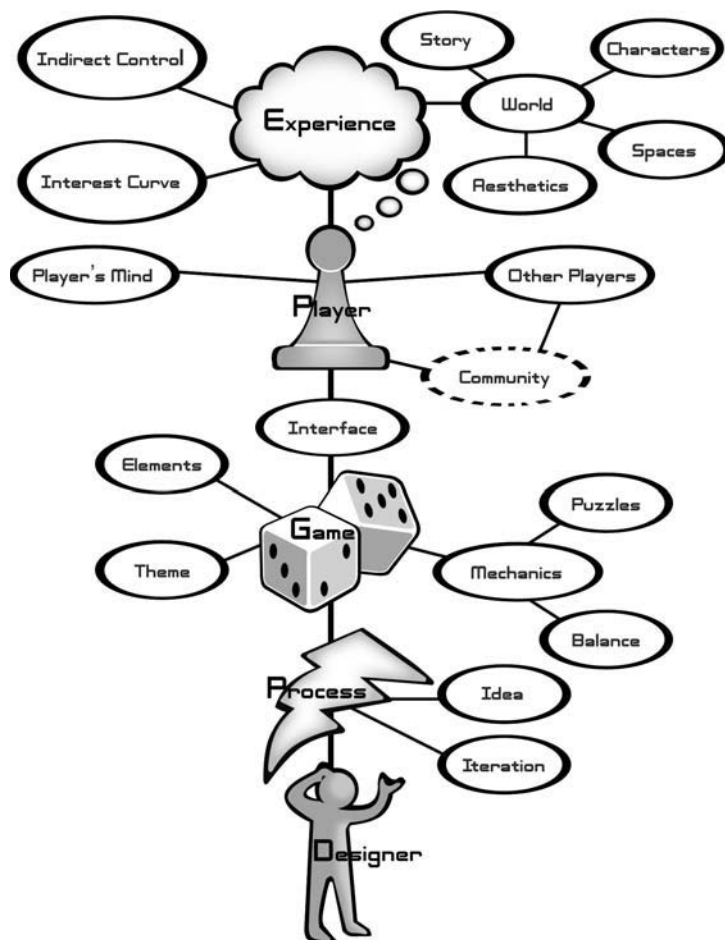 Story
Characters
Indirect Control
World
Experience
Spaces
Interest Curve
Aesthetics
Player's Mind
Other Players
Player
Community
Interface
Elements
Puzzles
Game
Theme
Mechanics
Balance
Process
Idea
Iteration
Designer